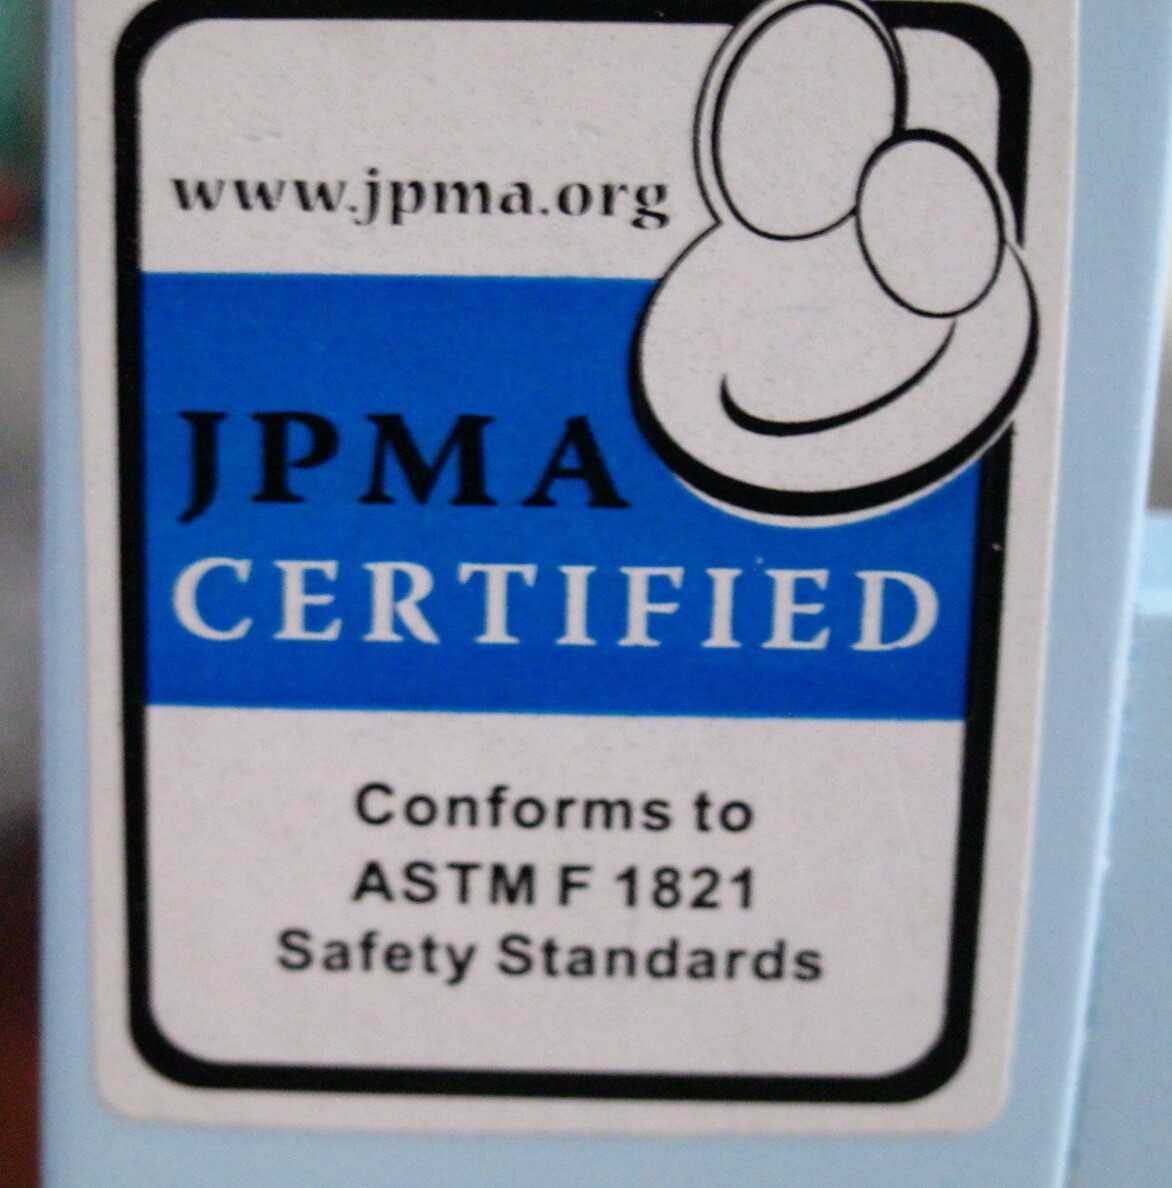 www.jpma.org
JPMA
CERTIFIED
Conforms to
ASTM F 1821
Safety Standards